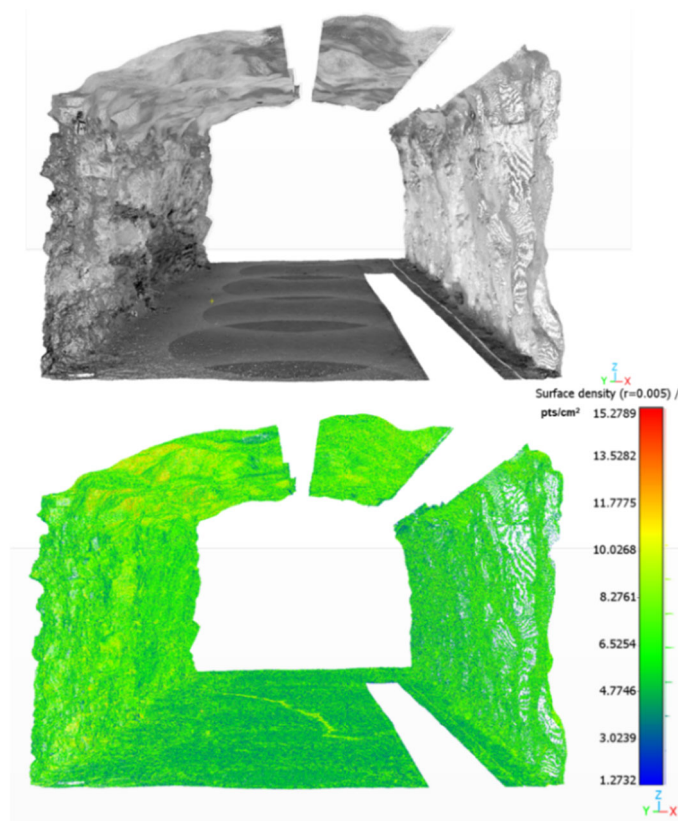 Z
Y X
Surface density (r=0.005) /
pts/cm²
15.2789
13.5282
11.7775
10.0268
8.2761
6.5254
4.7746
3.0239
1.2732
Z
Y X